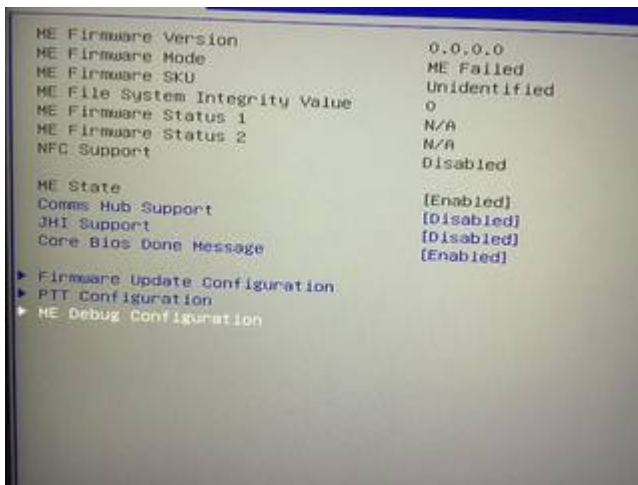 ME Firmware Version 0.0.0.0
ME Firmware Mode ME Failed
ME Firmware SKU Unidentified
ME File System Integrity Value 0
ME Firmware Status 1 N/A
ME Firmware Status 2 N/A
NFC Support Disabled
ME State [Enabled]
Comms Hub Support [Disabled]
JHI Support [Disabled]
Core Bios Done Message [Enabled]
Firmware Update Configuration
PTT Configuration
ME Debug Configuration